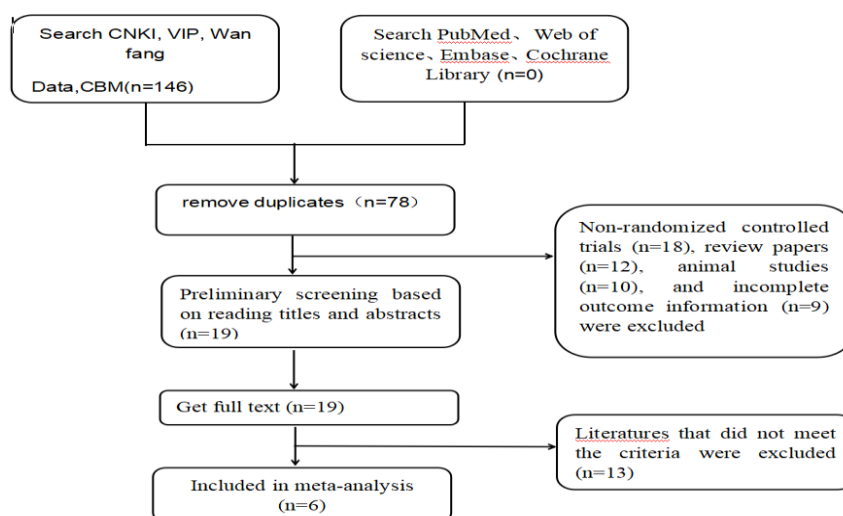 Search CNKI, VIP, Wan
fang
Data,CBM(n=146)
Search PubMed、 Web of
science、Embase、Cochrane
Library (n=0)
remove duplicates（n=78）
Non-randomized controlled
trials (n=18), review papers
(n=12), animal studies
(n=10), and incomplete
outcome information (n=9)
were excluded
Preliminary screening based
on reading titles and abstracts
(n=19)
Get full text (n=19)
Literatures that did not meet
the criteria were excluded
(n=13)
Included in meta-analysis
(n=6)